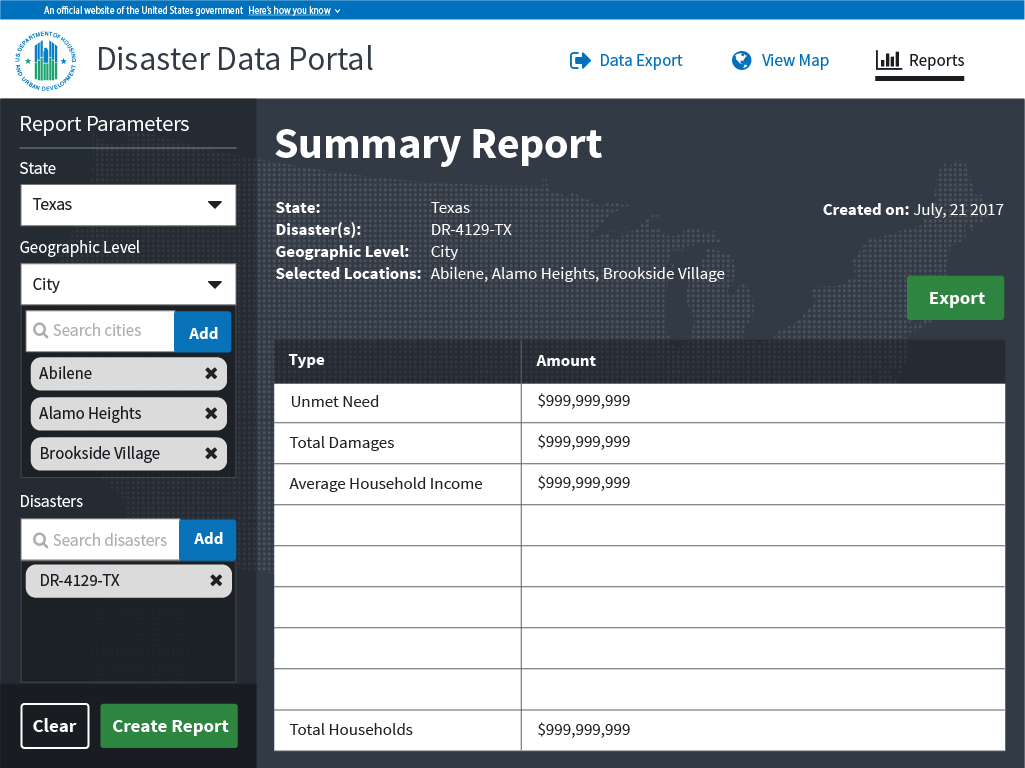 An official website of the United States government Here's how you know
U.S. DEPARTMENT OF HOUSING
AND URBAN DEVELOPMENT
Disaster Data Portal
Data Export
View Map
Reports
Report Parameters
State
Texas
Geographic Level
City
Search cities
Add
Abilene
Alamo Heights
Brookside Village
Disasters
Search disasters
Add
DR-4129-TX
Clear
Create Report
Summary Report
State: Texas
Disaster(s): DR-4129-TX
Geographic Level: City
Selected Locations: Abilene, Alamo Heights, Brookside Village
Created on: July, 21 2017
Export
Type Amount
Unmet Need $999,999,999
Total Damages $999,999,999
Average Household Income $999,999,999
Total Households $999,999,999